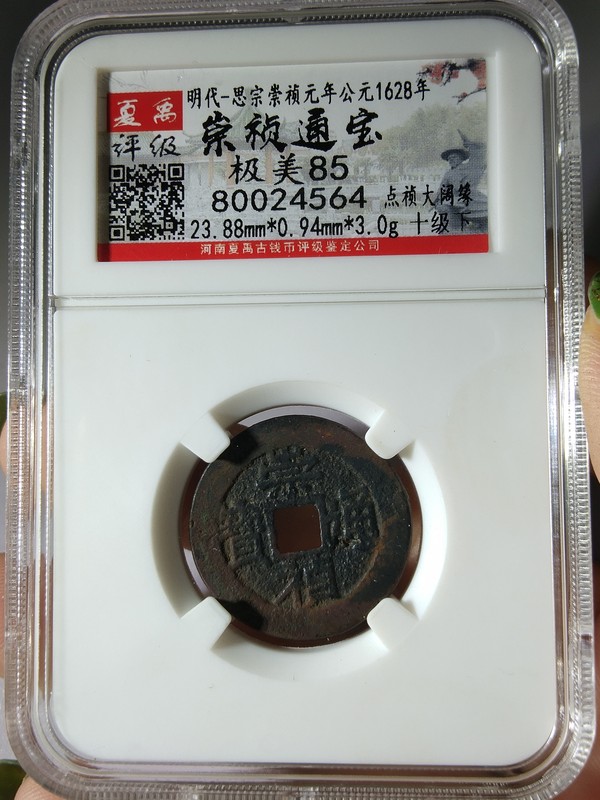 夏禹
评级
明代-思宗崇祯元年公元1628年
崇祯通宝
极美85
80024564 点祯大阔缘
23.88mm*0.94mm*3.0g 十级下
河南夏禹古钱币评级鉴定公司
崇
通
寶